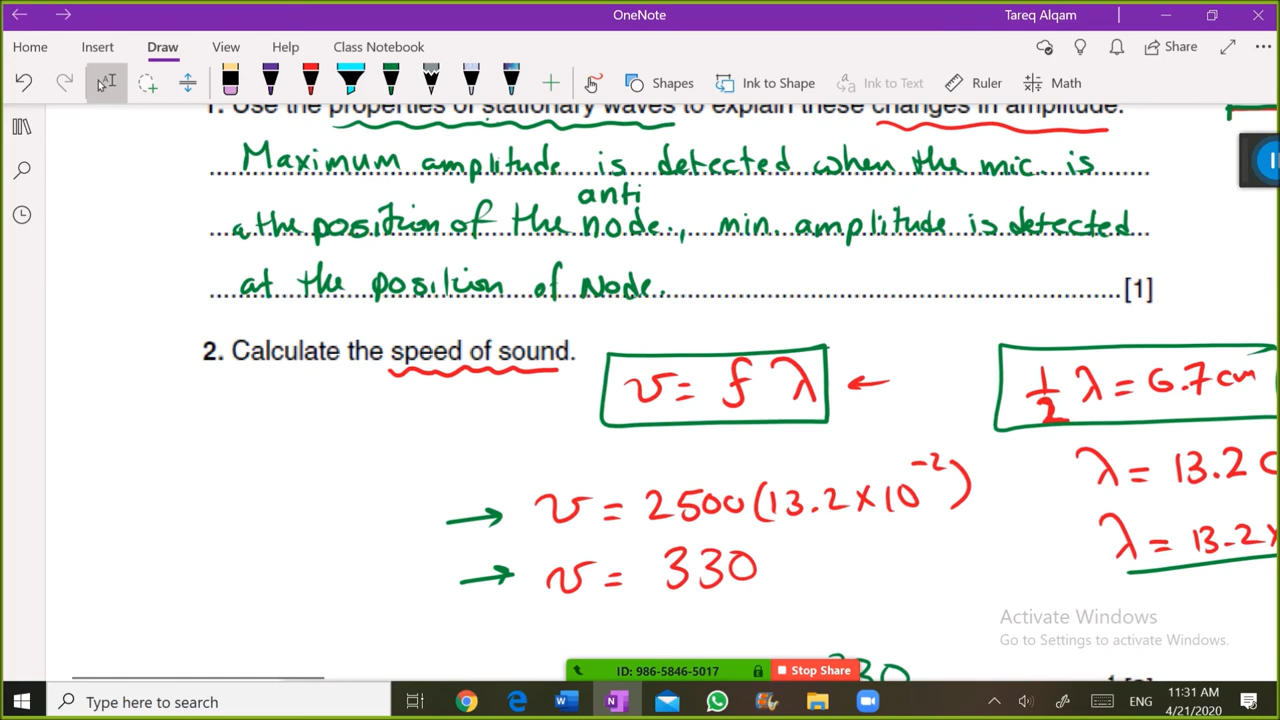 OneNote
Tareq Alqam
Home Insert Draw View Help Class Notebook
Share
Shapes Ink to Shape Ink to Text Ruler Math
1. Use the properties of stationary waves to explain these changes in amplitude.
Maximum amplitude is detected when the mic. is
anti
a the position of the node., min. amplitude is detected
at the position of Node.
[1]
2. Calculate the speed of sound.
v = f λ
1/2 λ = 6.7 cm
λ = 13.2 c
v = 2500 (13.2 × 10^-2)
λ = 13.2 ×
v = 330
Activate Windows
Go to Settings to activate Windows.
330
ID: 986-5846-5017
Stop Share
Type here to search
ENG
11:31 AM
4/21/2020